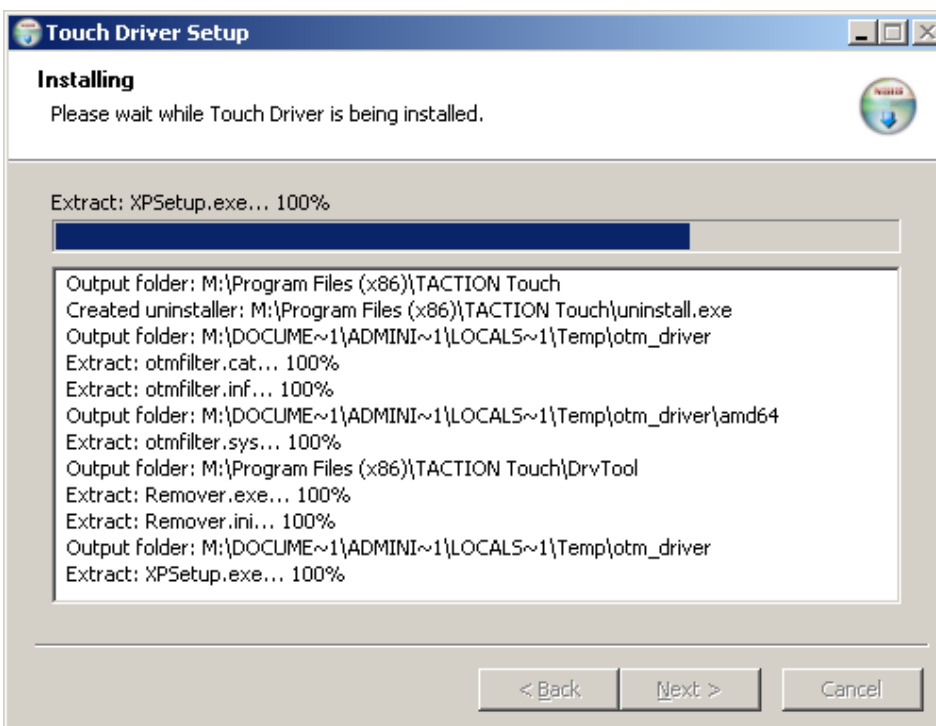 Touch Driver Setup
Installing
Please wait while Touch Driver is being installed.
Extract: XPSetup.exe... 100%
Output folder: M:\Program Files (x86)\TACTION Touch
Created uninstaller: M:\Program Files (x86)\TACTION Touch\uninstall.exe
Output folder: M:\DOCUME~1\ADMINI~1\LOCALS~1\Temp\otm_driver
Extract: otmfilter.cat... 100%
Extract: otmfilter.inf... 100%
Output folder: M:\DOCUME~1\ADMINI~1\LOCALS~1\Temp\otm_driver\amd64
Extract: otmfilter.sys... 100%
Output folder: M:\Program Files (x86)\TACTION Touch\DrvTool
Extract: Remover.exe... 100%
Extract: Remover.ini... 100%
Output folder: M:\DOCUME~1\ADMINI~1\LOCALS~1\Temp\otm_driver
Extract: XPSetup.exe... 100%
< Back Next > Cancel